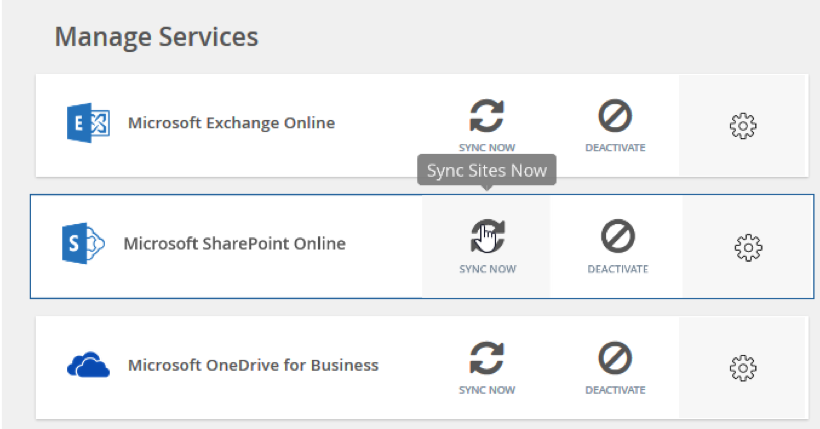 Manage Services
E
Microsoft Exchange Online
SYNC NOW
DEACTIVATE
Sync Sites Now
S
Microsoft SharePoint Online
SYNC NOW
DEACTIVATE
Microsoft OneDrive for Business
SYNC NOW
DEACTIVATE